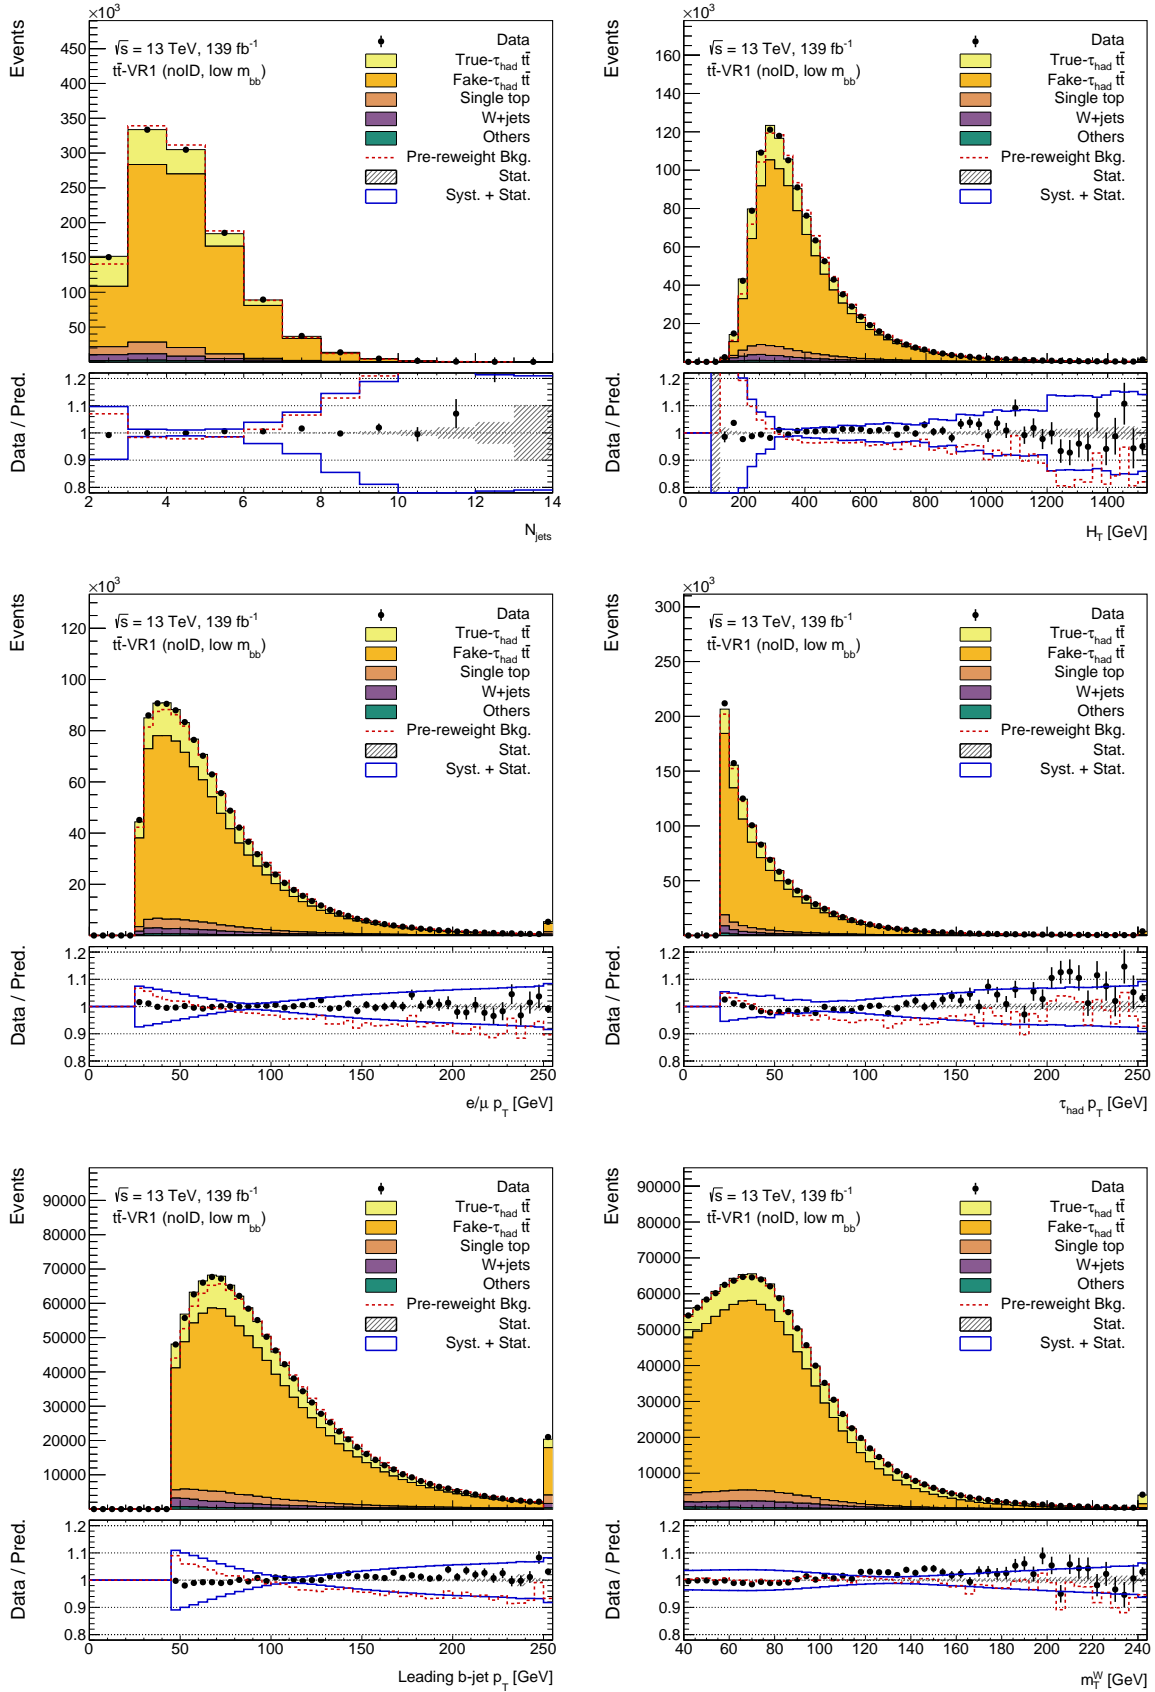 ×10³
Events
450
400
350
300
250
200
150
100
50
√s = 13 TeV, 139 fb⁻¹
tt̄-VR1 (noID, low m_bb)
Data
True-τ_had tt̄
Fake-τ_had tt̄
Single top
W+jets
Others
Pre-reweight Bkg.
Stat.
Syst. + Stat.
Data / Pred.
1.2
1.1
1
0.9
0.8
2 4 6 8 10 12 14
N_jets
×10³
Events
160
140
120
100
80
60
40
20
√s = 13 TeV, 139 fb⁻¹
tt̄-VR1 (noID, low m_bb)
Data
True-τ_had tt̄
Fake-τ_had tt̄
Single top
W+jets
Others
Pre-reweight Bkg.
Stat.
Syst. + Stat.
Data / Pred.
1.2
1.1
1
0.9
0.8
0 200 400 600 800 1000 1200 1400
H_T [GeV]
×10³
Events
120
100
80
60
40
20
√s = 13 TeV, 139 fb⁻¹
tt̄-VR1 (noID, low m_bb)
Data
True-τ_had tt̄
Fake-τ_had tt̄
Single top
W+jets
Others
Pre-reweight Bkg.
Stat.
Syst. + Stat.
Data / Pred.
1.2
1.1
1
0.9
0.8
0 50 100 150 200 250
e/μ p_T [GeV]
×10³
Events
300
250
200
150
100
50
√s = 13 TeV, 139 fb⁻¹
tt̄-VR1 (noID, low m_bb)
Data
True-τ_had tt̄
Fake-τ_had tt̄
Single top
W+jets
Others
Pre-reweight Bkg.
Stat.
Syst. + Stat.
Data / Pred.
1.2
1.1
1
0.9
0.8
0 50 100 150 200 250
τ_had p_T [GeV]
Events
90000
80000
70000
60000
50000
40000
30000
20000
10000
√s = 13 TeV, 139 fb⁻¹
tt̄-VR1 (noID, low m_bb)
Data
True-τ_had tt̄
Fake-τ_had tt̄
Single top
W+jets
Others
Pre-reweight Bkg.
Stat.
Syst. + Stat.
Data / Pred.
1.2
1.1
1
0.9
0.8
0 50 100 150 200 250
Leading b-jet p_T [GeV]
Events
90000
80000
70000
60000
50000
40000
30000
20000
10000
√s = 13 TeV, 139 fb⁻¹
tt̄-VR1 (noID, low m_bb)
Data
True-τ_had tt̄
Fake-τ_had tt̄
Single top
W+jets
Others
Pre-reweight Bkg.
Stat.
Syst. + Stat.
Data / Pred.
1.2
1.1
1
0.9
0.8
40 60 80 100 120 140 160 180 200 220 240
m_T^W [GeV]